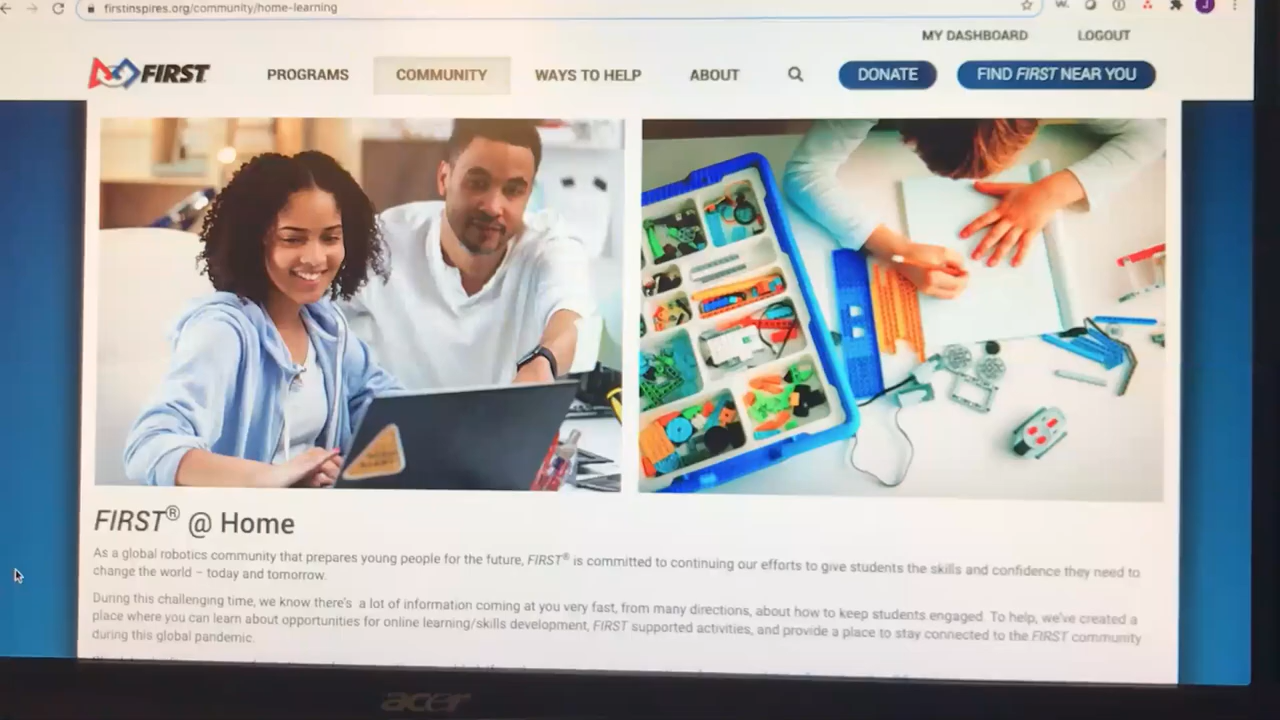 firstinspires.org/community/home-learning
MY DASHBOARD LOGOUT
FIRST PROGRAMS COMMUNITY WAYS TO HELP ABOUT DONATE FIND FIRST NEAR YOU
FIRST® @ Home
As a global robotics community that prepares young people for the future, FIRST® is committed to continuing our efforts to give students the skills and confidence they need to
change the world – today and tomorrow.
During this challenging time, we know there's a lot of information coming at you very fast, from many directions, about how to keep students engaged. To help, we've created a
place where you can learn about opportunities for online learning/skills development, FIRST supported activities, and provide a place to stay connected to the FIRST community
during this global pandemic.
acer